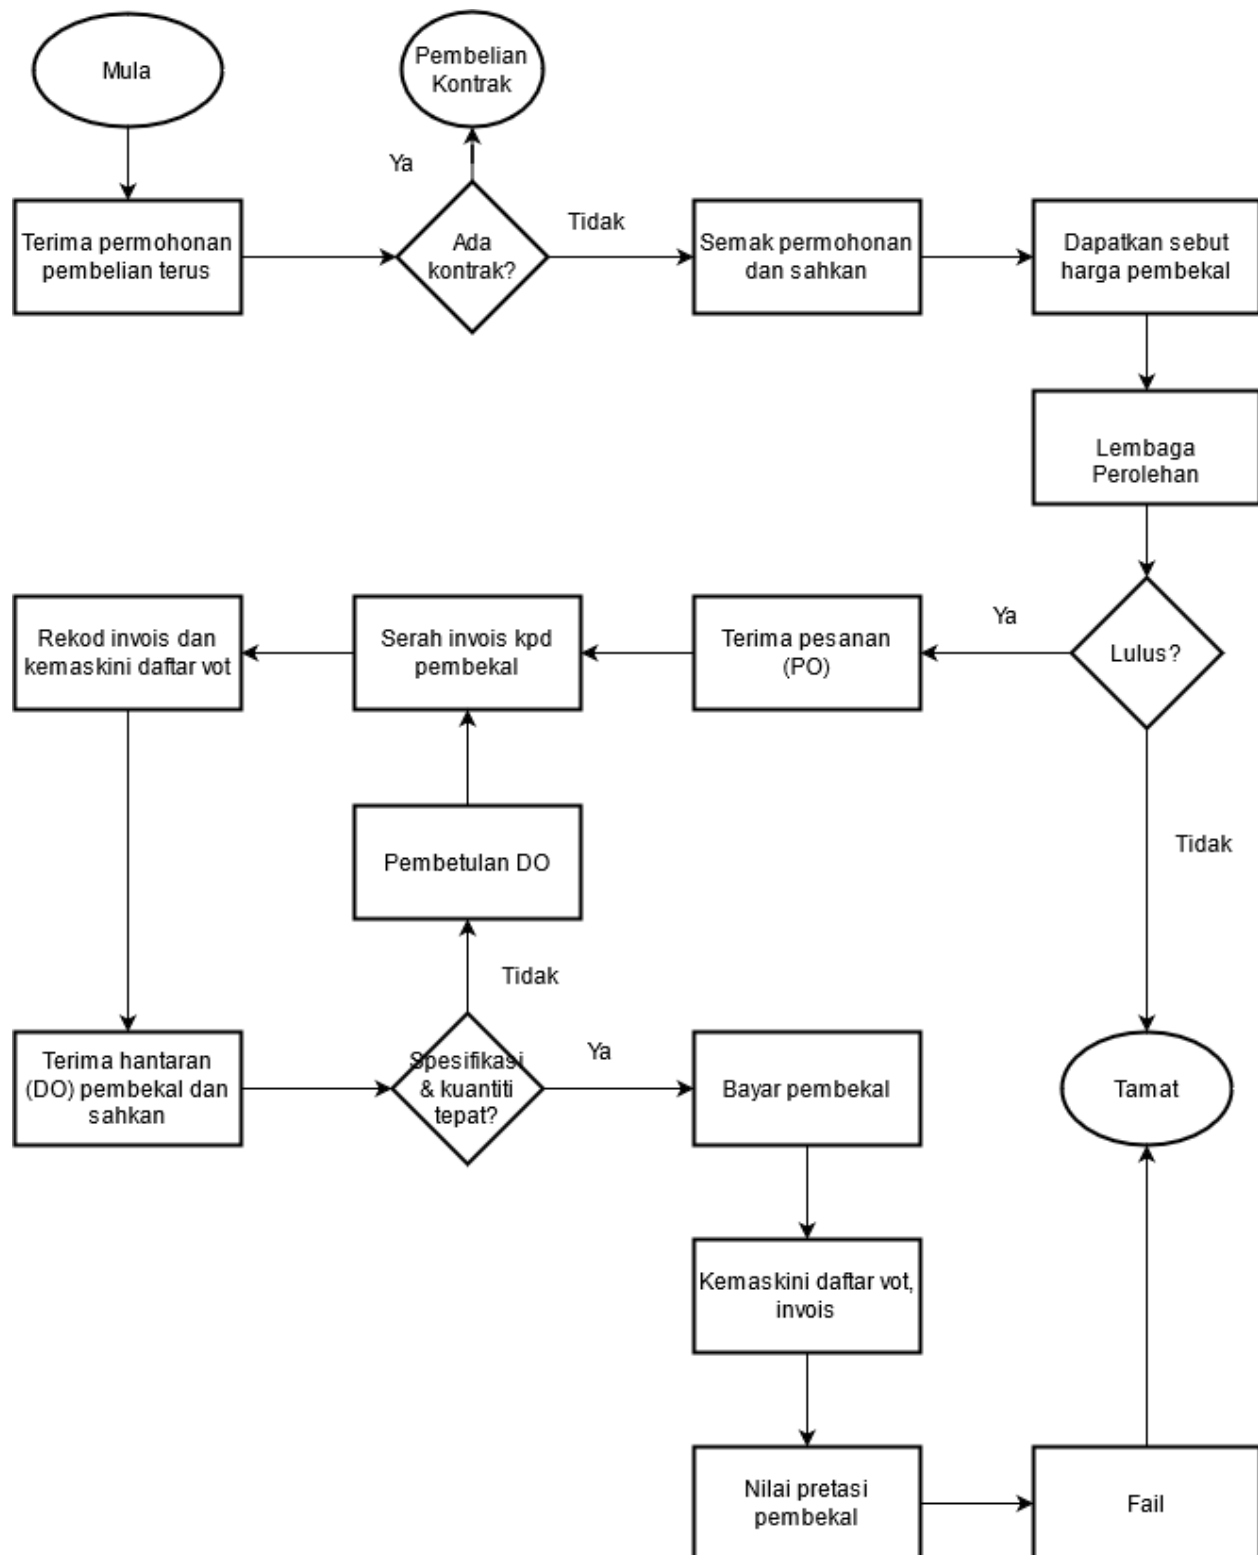 Mula
Pembelian
Kontrak
Ya
Terima permohonan
pembelian terus
Ada
kontrak?
Tidak
Semak permohonan
dan sahkan
Dapatkan sebut
harga pembekal
Lembaga
Perolehan
Lulus?
Ya
Terima pesanan
(PO)
Serah invois kpd
pembekal
Rekod invois dan
kemaskini daftar vot
Tidak
Pembetulan DO
Tidak
Terima hantaran
(DO) pembekal dan
sahkan
Spesifikasi
& kuantiti
tepat?
Ya
Bayar pembekal
Tamat
Kemaskini daftar vot,
invois
Nilai pretasi
pembekal
Fail